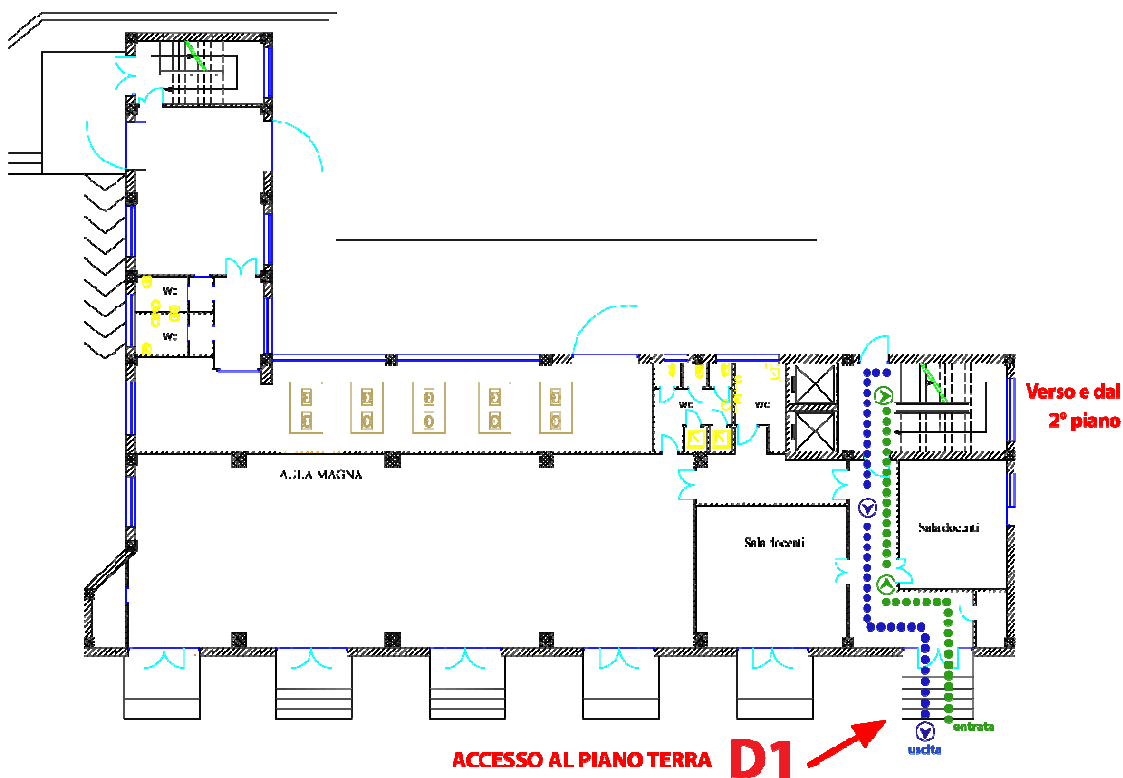 wc
wc
Verso e dal
2° piano
wc
wc
AULA MAGNA
Sala docenti
Sala docenti
entrata
uscita
ACCESSO AL PIANO TERRA D1